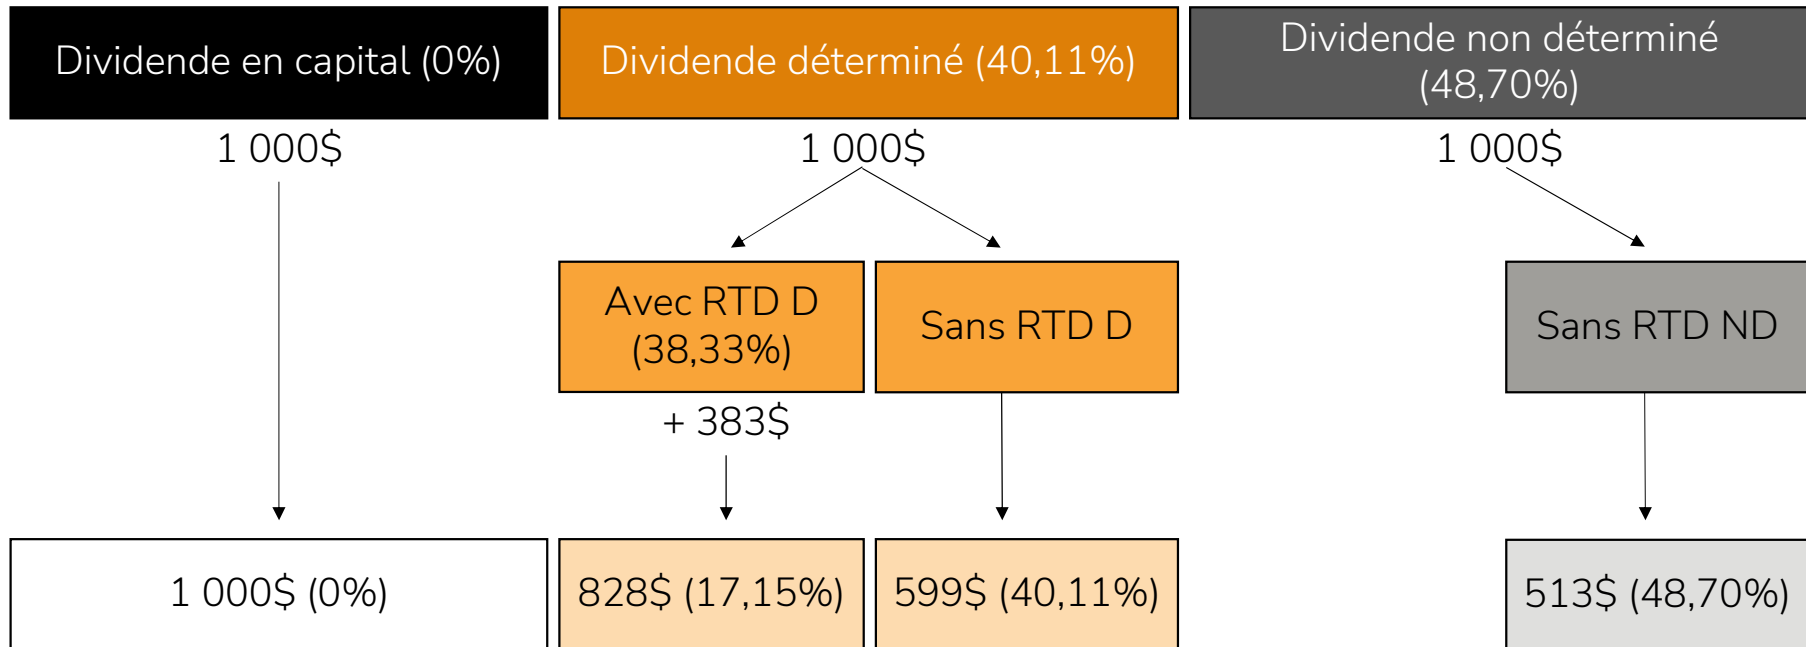 Dividende en capital (0%)
Dividende déterminé (40,11%)
Dividende non déterminé
(48,70%)
1 000$
1 000$
1 000$
Avec RTD D
(38,33%)
Sans RTD D
Sans RTD ND
+ 383$
1 000$ (0%)
828$ (17,15%)
599$ (40,11%)
513$ (48,70%)